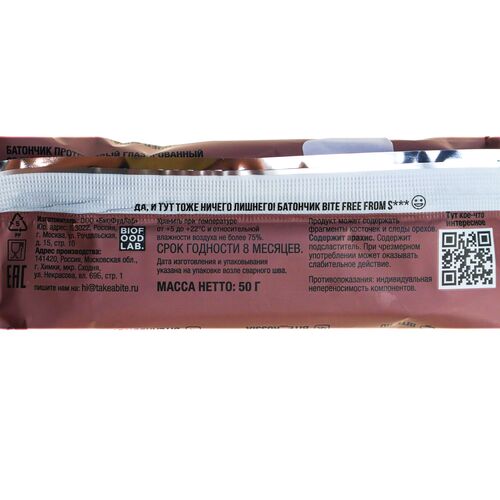 БАТОНЧИК ПРОТЕИНОВЫЙ ГЛАЗИРОВАННЫЙ
ДА, И ТУТ ТОЖЕ НИЧЕГО ЛИШНЕГО! БАТОНЧИК BITE FREE FROM S***
Изготовитель: ООО «БиоФудЛаб»
Юр. адрес: 123022, Россия,
г. Москва, ул. Рочдельская,
д. 15, стр. 10
Адрес производства:
141420, Россия, Московская обл.,
г. Химки, мкр. Сходня,
ул. Некрасова, вл. 6, стр. 1
пишите нам на: hi@takeabite.ru
5
PP
EAC
BIO
FOOD
LAB.
Хранить при температуре
от +5 до +22°С и относительной
влажности воздуха не более 75%.
СРОК ГОДНОСТИ 8 МЕСЯЦЕВ.
Дата изготовления и упаковывания
указана на упаковке возле сварного шва.
МАССА НЕТТО: 50 Г
Продукт может содержать
фрагменты косточек и следы орехов.
Содержит арахис. Содержит
подсластитель. При чрезмерном
употреблении может оказывать
слабительное действие.
Противопоказания: индивидуальная
непереносимость компонентов.
Тут кое-что
интересное